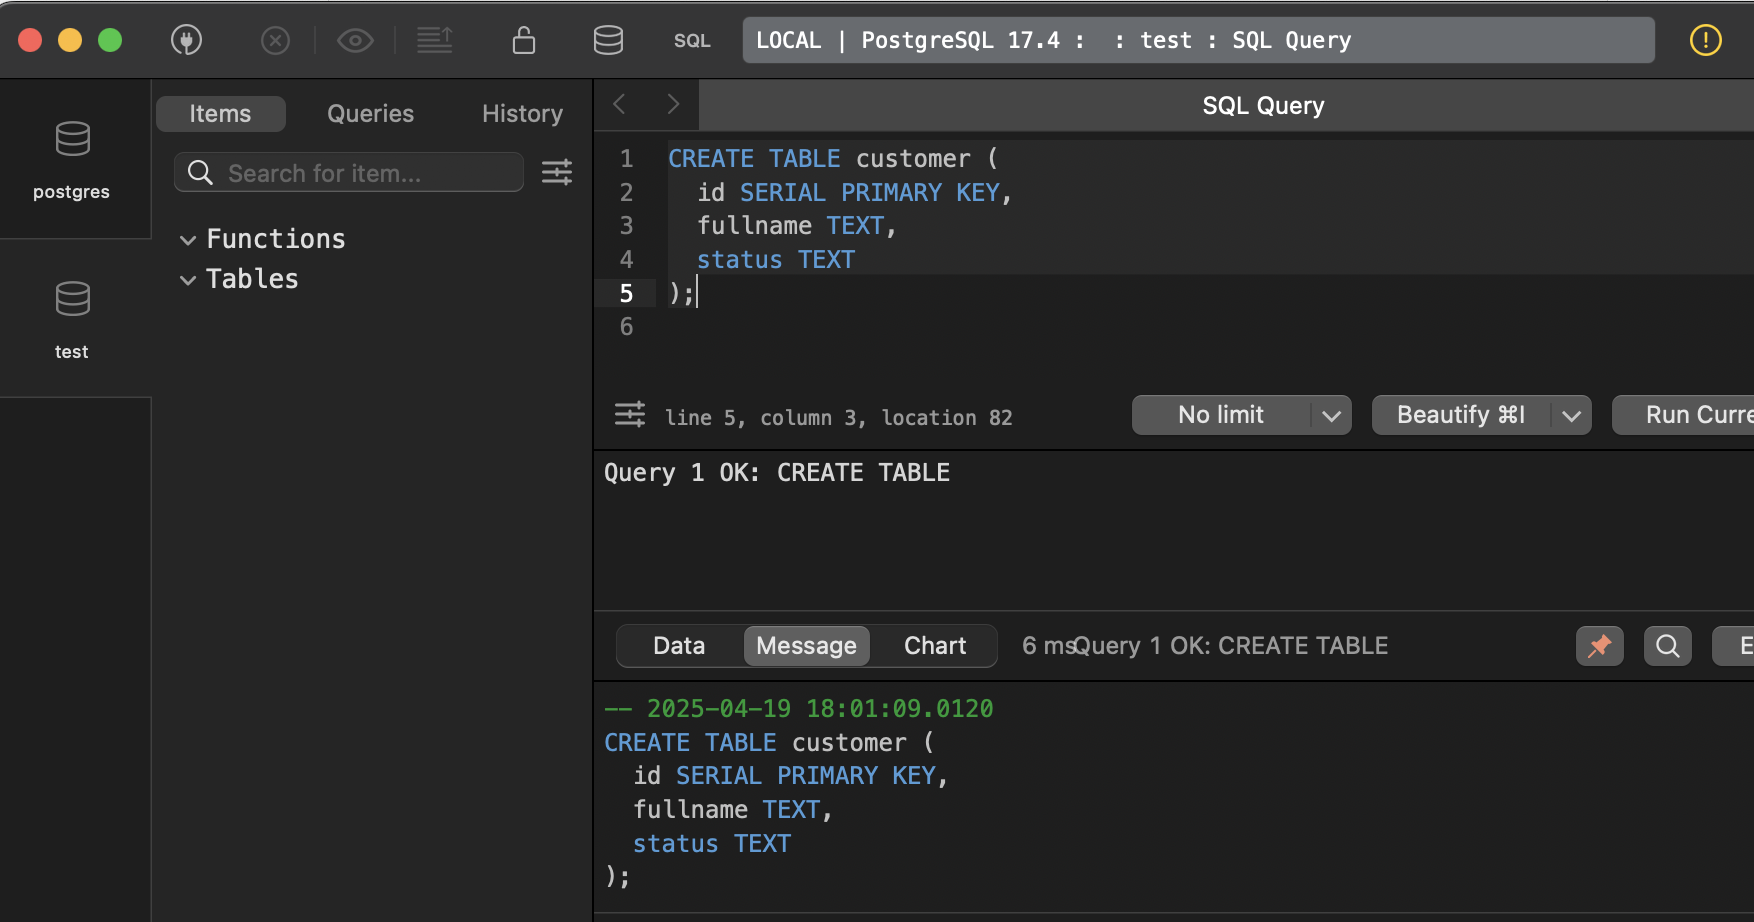 SQL
LOCAL | PostgreSQL 17.4 :  : test : SQL Query
postgres
test
Items
Queries
History
Search for item...
Functions
Tables
SQL Query
1 CREATE TABLE customer (
2   id SERIAL PRIMARY KEY,
3   fullname TEXT,
4   status TEXT
5 );
6
line 5, column 3, location 82
No limit
Beautify ⌘I
Run Curre
Query 1 OK: CREATE TABLE
Data
Message
Chart
6 ms
Query 1 OK: CREATE TABLE
E
-- 2025-04-19 18:01:09.0120
CREATE TABLE customer (
  id SERIAL PRIMARY KEY,
  fullname TEXT,
  status TEXT
);